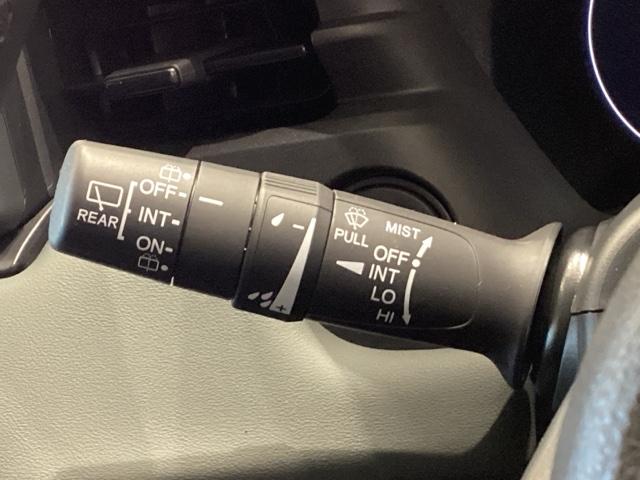 OFF-
REAR
INT-
ON-
—
-
+
PULL
MIST
OFF
INT
LO
HI